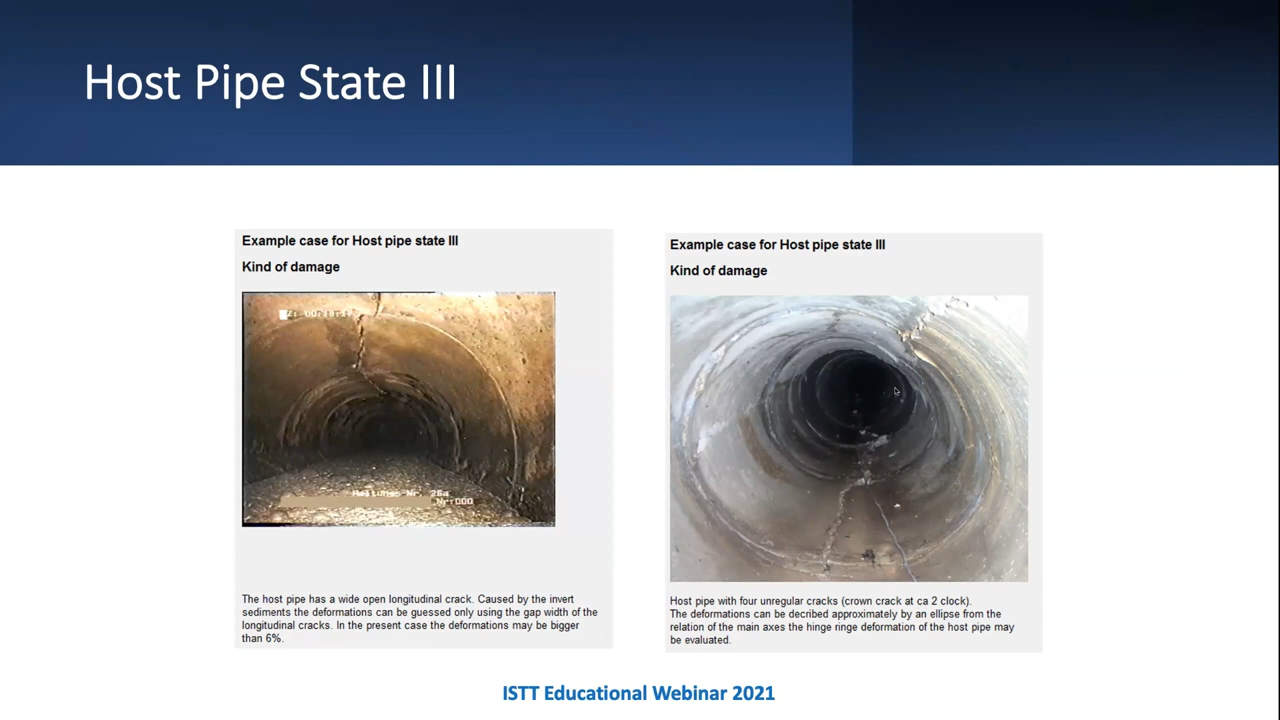 Host Pipe State III
Example case for Host pipe state III
Kind of damage
Nr:000
The host pipe has a wide open longitudinal crack. Caused by the invert
sediments the deformations can be guessed only using the gap width of the
longitudinal cracks. In the present case the deformations may be bigger
than 6%.
Example case for Host pipe state III
Kind of damage
Host pipe with four unregular cracks (crown crack at ca 2 clock).
The deformations can be decribed approximately by an ellipse from the
relation of the main axes the hinge ringe deformation of the host pipe may
be evaluated.
ISTT Educational Webinar 2021